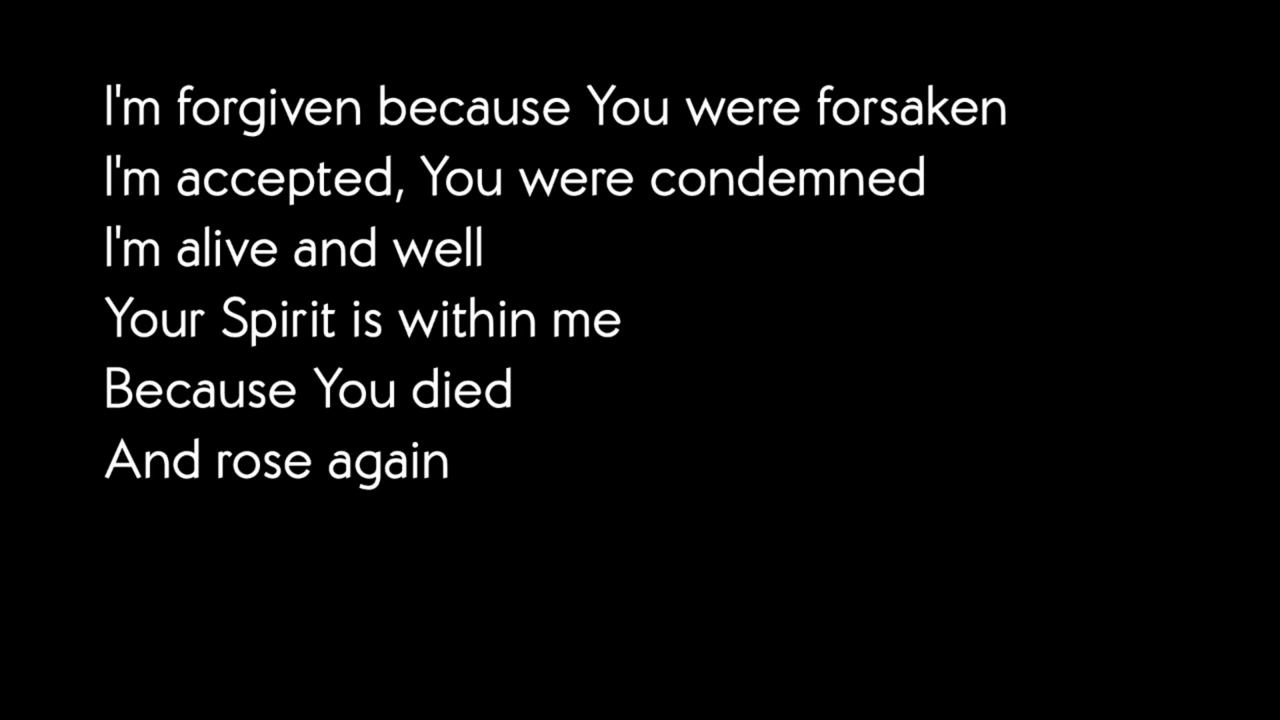 I'm forgiven because You were forsaken
I'm accepted, You were condemned
I'm alive and well
Your Spirit is within me
Because You died
And rose again